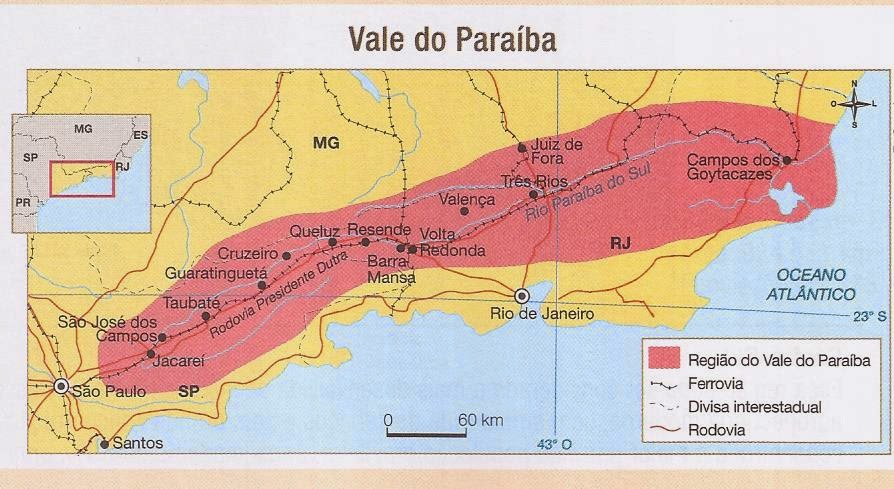 Vale do Paraíba
MG
ES
SP
RJ
PR
MG
Juiz de
Fora
Três Rios
Campos dos
Goytacazes
Rio Paraíba do Sul
Valença
Queluz
Resende
Volta
Redonda
Cruzeiro
Barra
Mansa
Guaratinguetá
RJ
Rodovia Presidente Dutra
Taubaté
São José dos
Campos
Jacareí
São Paulo
SP
Santos
Rio de Janeiro
OCEANO
ATLÂNTICO
23° S
43° O
0 60 km
N
O L
S
Região do Vale do Paraíba
Ferrovia
Divisa interestadual
Rodovia